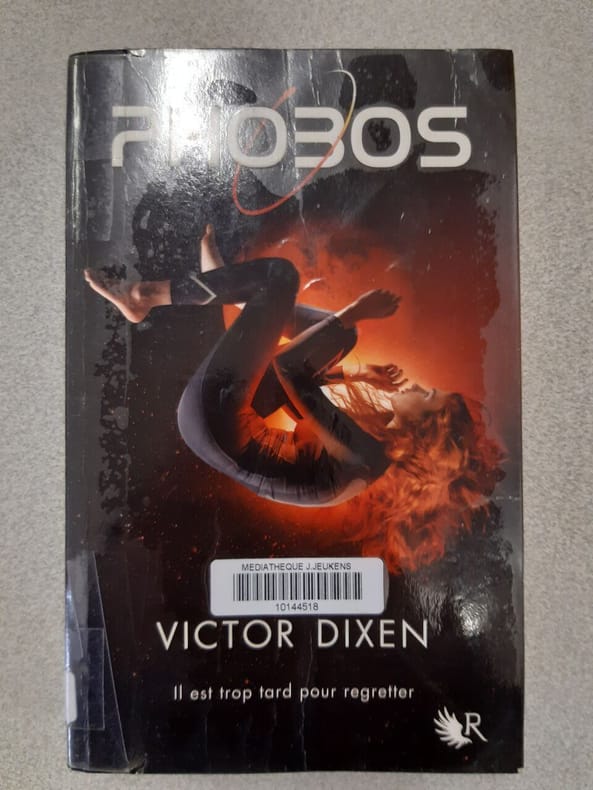 PHOBOS
MEDIATHEQUE J.JEUKENS
10144518
VICTOR DIXEN
Il est trop tard pour regretter
R